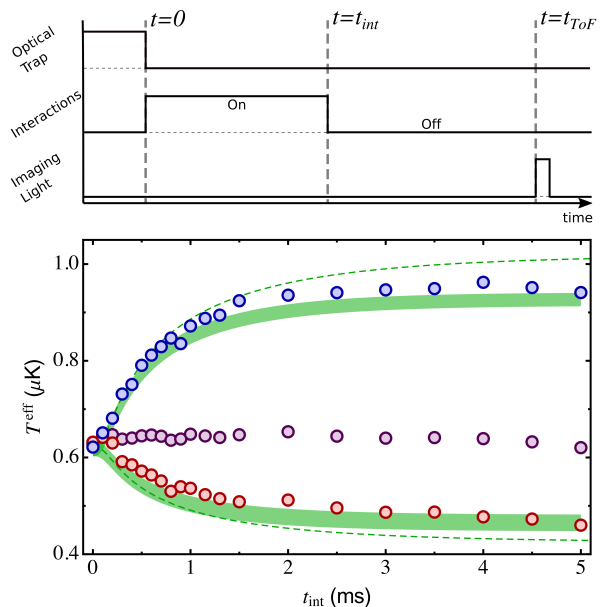 t=0
t=t_int
t=t_ToF
Optical
Trap
Interactions
On
Off
Imaging
Light
time
1.0
0.8
0.6
0.4
T^eff (μK)
0
1
2
3
4
5
t_int (ms)